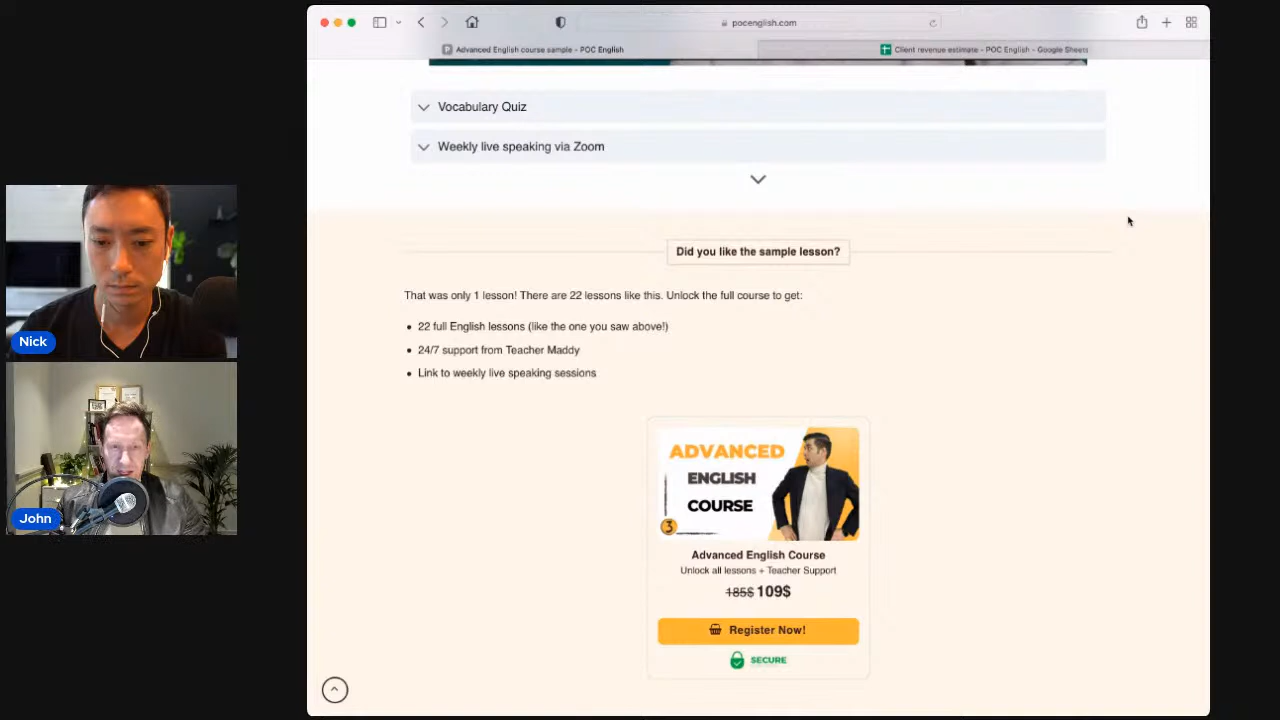 pocenglish.com
Advanced English course sample - POC English
Client revenue estimate - POC English - Google Sheets
Vocabulary Quiz
Weekly live speaking via Zoom
Did you like the sample lesson?
That was only 1 lesson! There are 22 lessons like this. Unlock the full course to get:
22 full English lessons (like the one you saw above!)
24/7 support from Teacher Maddy
Link to weekly live speaking sessions
ADVANCED
ENGLISH
COURSE
3
Advanced English Course
Unlock all lessons + Teacher Support
185$ 109$
Register Now!
SECURE
Nick
John